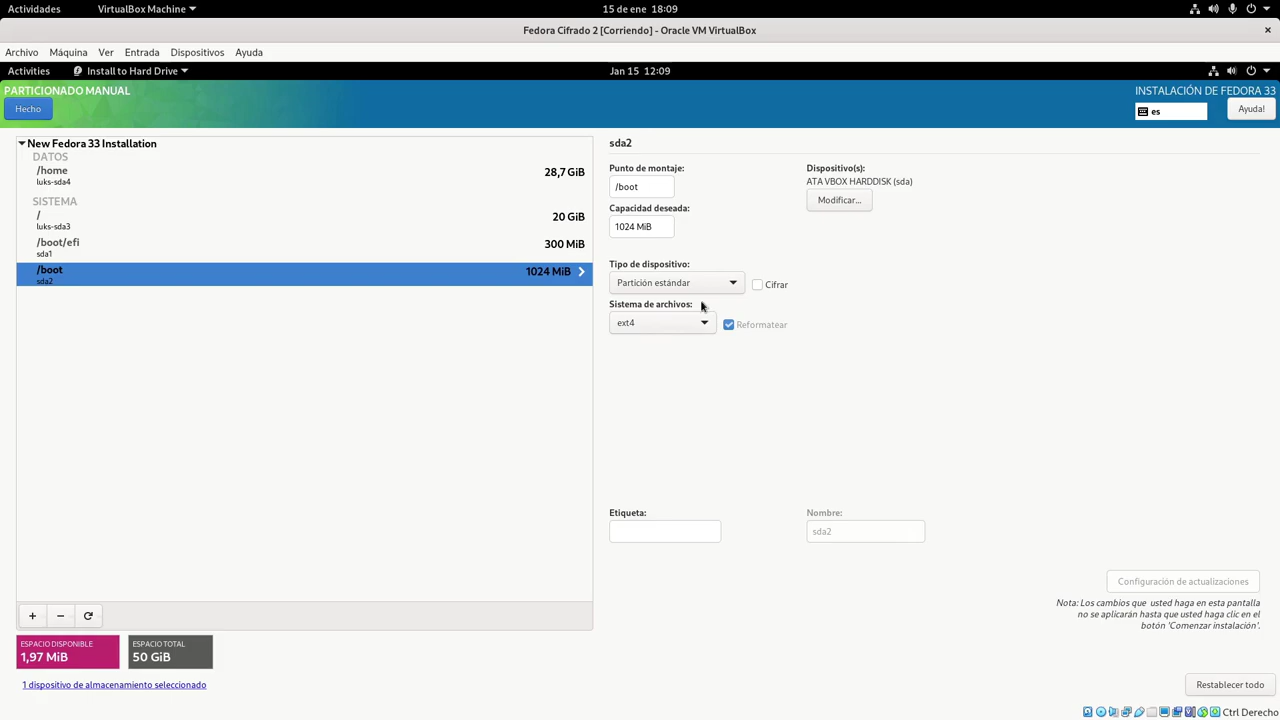 Actividades
VirtualBox Machine
15 de ene 18:09
Fedora Cifrado 2 [Corriendo] - Oracle VM VirtualBox
Archivo Máquina Ver Entrada Dispositivos Ayuda
Activities
Install to Hard Drive
Jan 15 12:09
PARTICIONADO MANUAL
INSTALACIÓN DE FEDORA 33
Hecho
es
Ayuda!
New Fedora 33 Installation
DATOS
/home
28,7 GiB
luks-sda4
SISTEMA
/
20 GiB
luks-sda3
/boot/efi
300 MiB
sda1
/boot
1024 MiB
sda2
sda2
Punto de montaje:
/boot
Dispositivo(s):
ATA VBOX HARDDISK (sda)
Modificar...
Capacidad deseada:
1024 MiB
Tipo de dispositivo:
Partición estándar
Cifrar
Sistema de archivos:
ext4
Reformatear
Etiqueta:
Nombre:
sda2
Configuración de actualizaciones
Nota: Los cambios que usted haga en esta pantalla
no se aplicarán hasta que usted haga clic en el
botón 'Comenzar instalación'.
ESPACIO DISPONIBLE
1,97 MiB
ESPACIO TOTAL
50 GiB
1 dispositivo de almacenamiento seleccionado
Restablecer todo
Ctrl Derecho